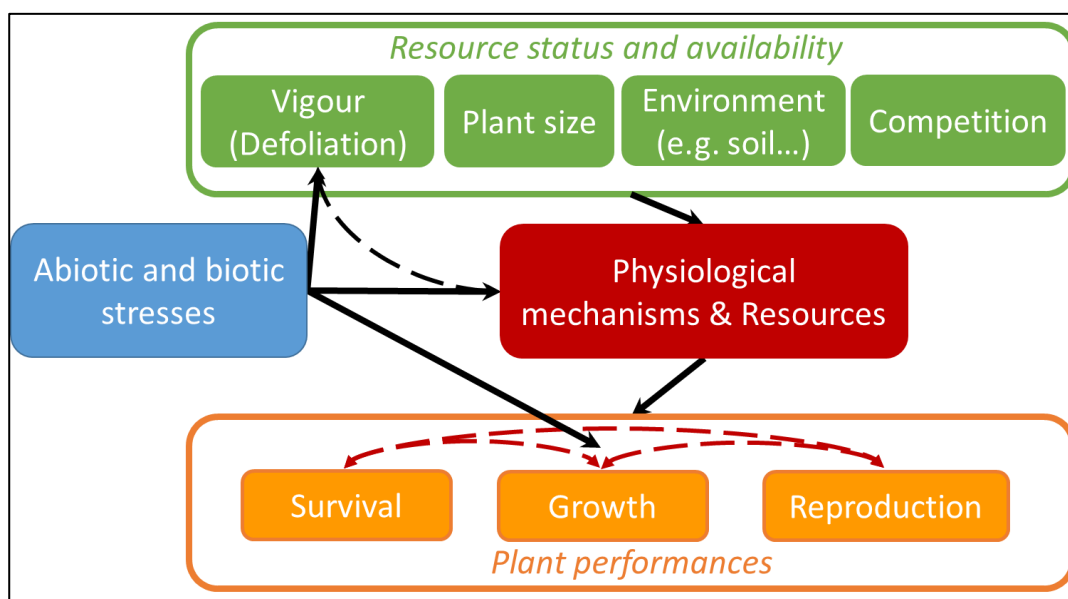 Resource status and availability
Vigour
(Defoliation)
Plant size
Environment
(e.g. soil...)
Competition
Abiotic and biotic
stresses
Physiological
mechanisms & Resources
Survival
Growth
Reproduction
Plant performances